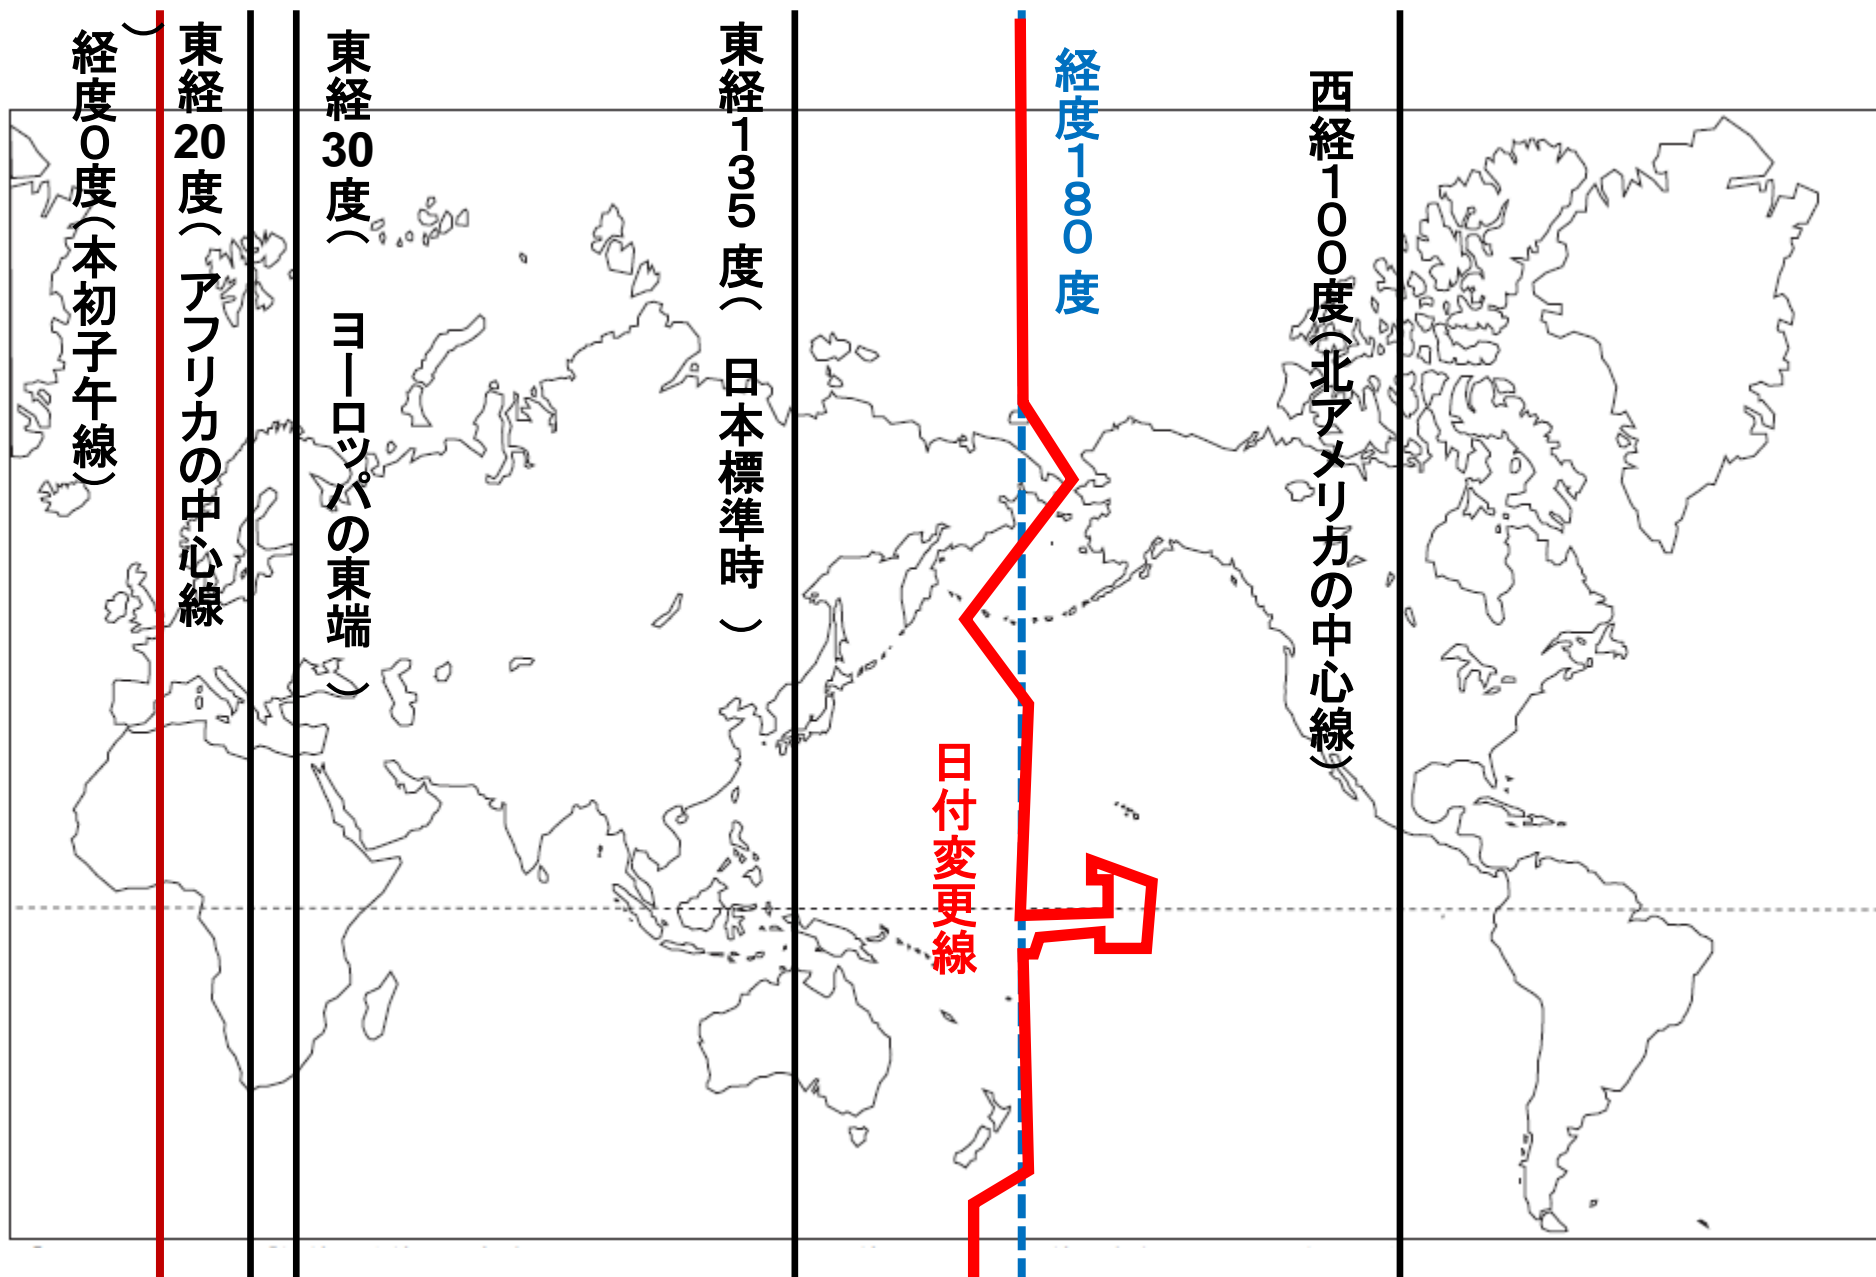 経度０度（本初子午線）
東経20度（ アフリカの中心線
）
東経30度（ ヨーロッパの東端 ）
東経１３５度（ 日本標準時 ）
経度１８０度
日付変更線
西経１００度（北アメリカの中心線）